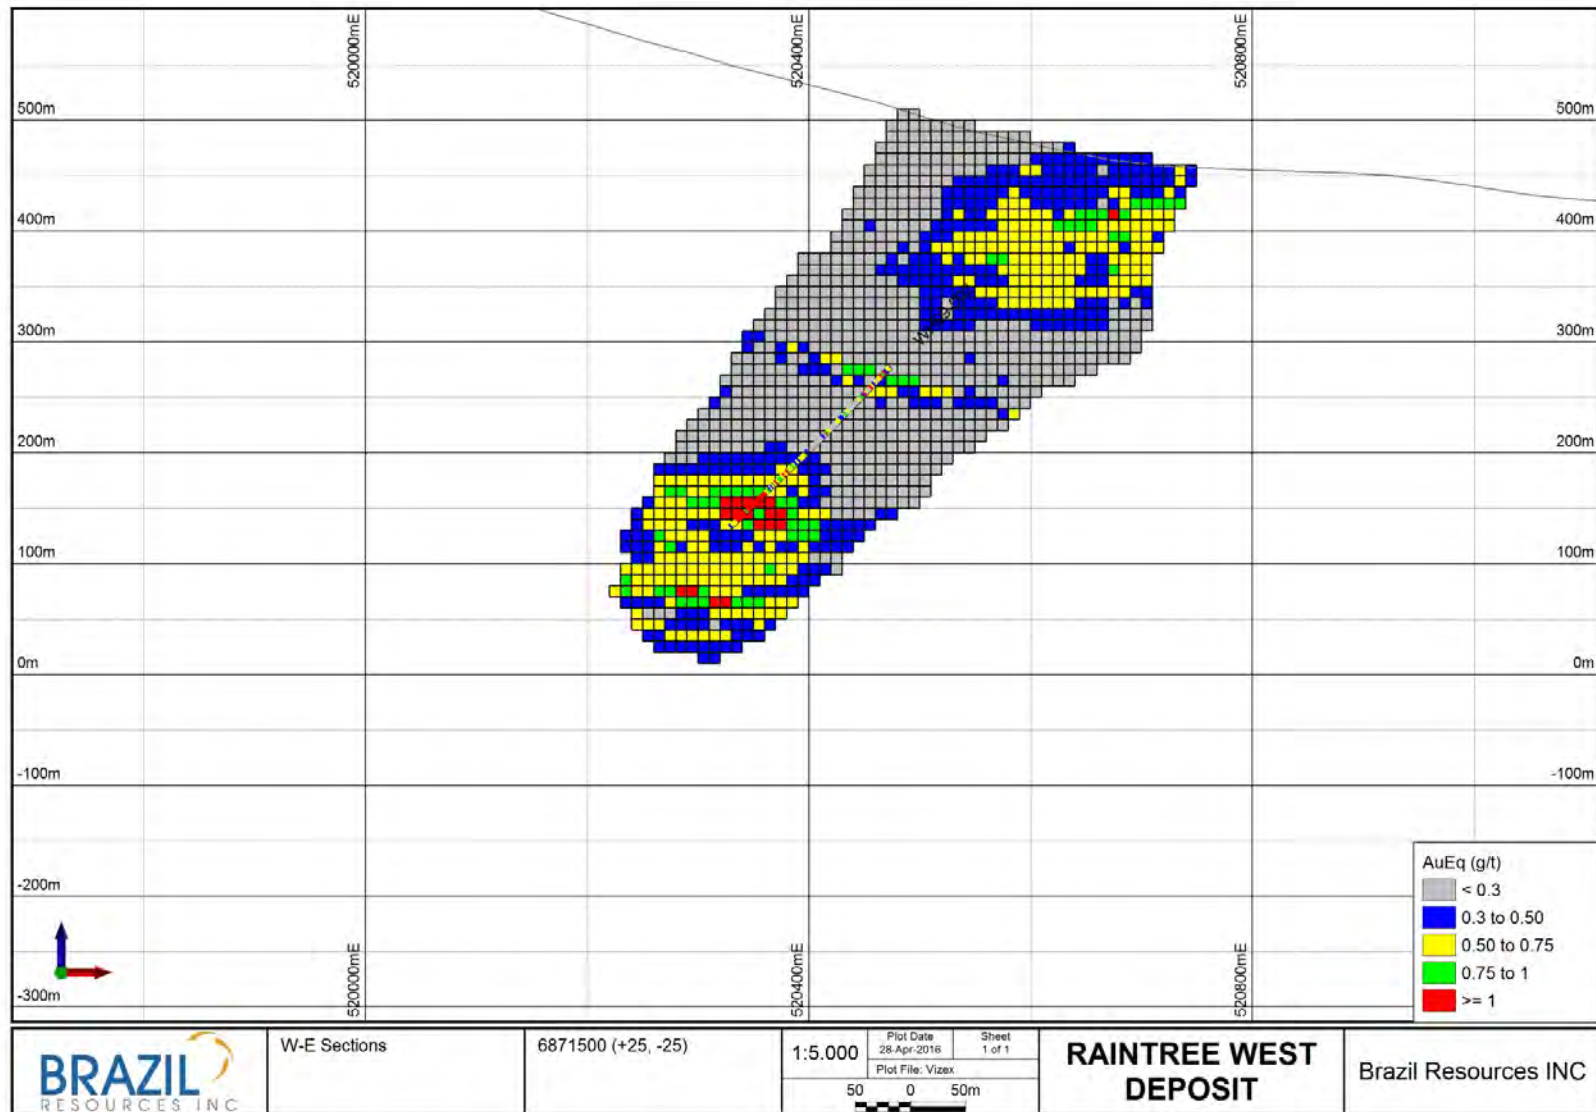 520000mE
520400mE
520800mE
500m
500m
400m
400m
300m
300m
200m
200m
100m
100m
0m
0m
-100m
-100m
-200m
-300m
520000mE
520400mE
520800mE
AuEq (g/t)
< 0.3
0.3 to 0.50
0.50 to 0.75
0.75 to 1
>= 1
BRAZIL
RESOURCES INC
W-E Sections
6871500 (+25, -25)
1:5.000
Plot Date
28-Apr-2016
Sheet
1 of 1
Plot File: Vizex
50 0 50m
RAINTREE WEST
DEPOSIT
Brazil Resources INC